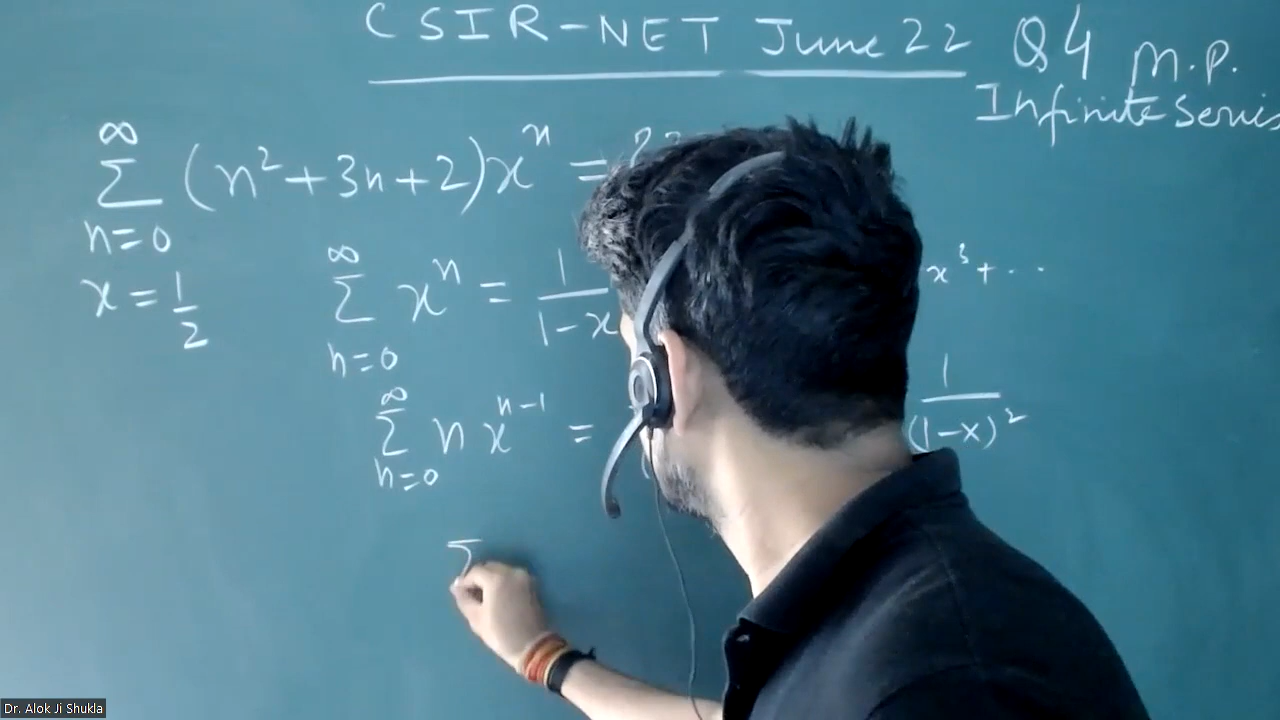 CSIR-NET June 22 Q4 M.P.
Infinite Series
∞
Σ (n²+3n+2)xⁿ = ??
n=0
x = 1/2
∞
Σ xⁿ = 1/(1-x) x³+...
n=0
∞
Σ n xⁿ⁻¹ = 1/(1-x)²
n=0
Σ
Dr. Alok Ji Shukla